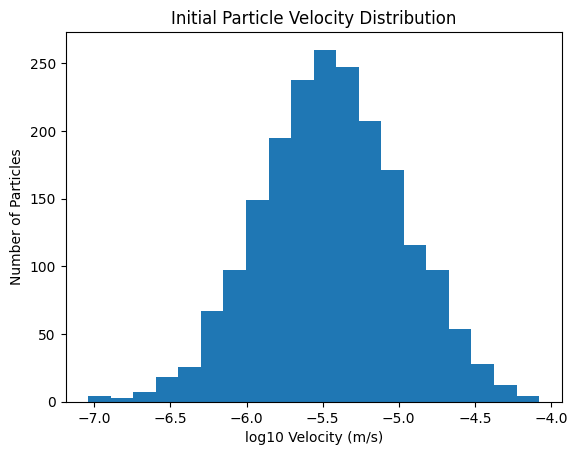 Initial Particle Velocity Distribution
Number of Particles
250
200
150
100
50
0
−7.0 −6.5 −6.0 −5.5 −5.0 −4.5 −4.0
log10 Velocity (m/s)